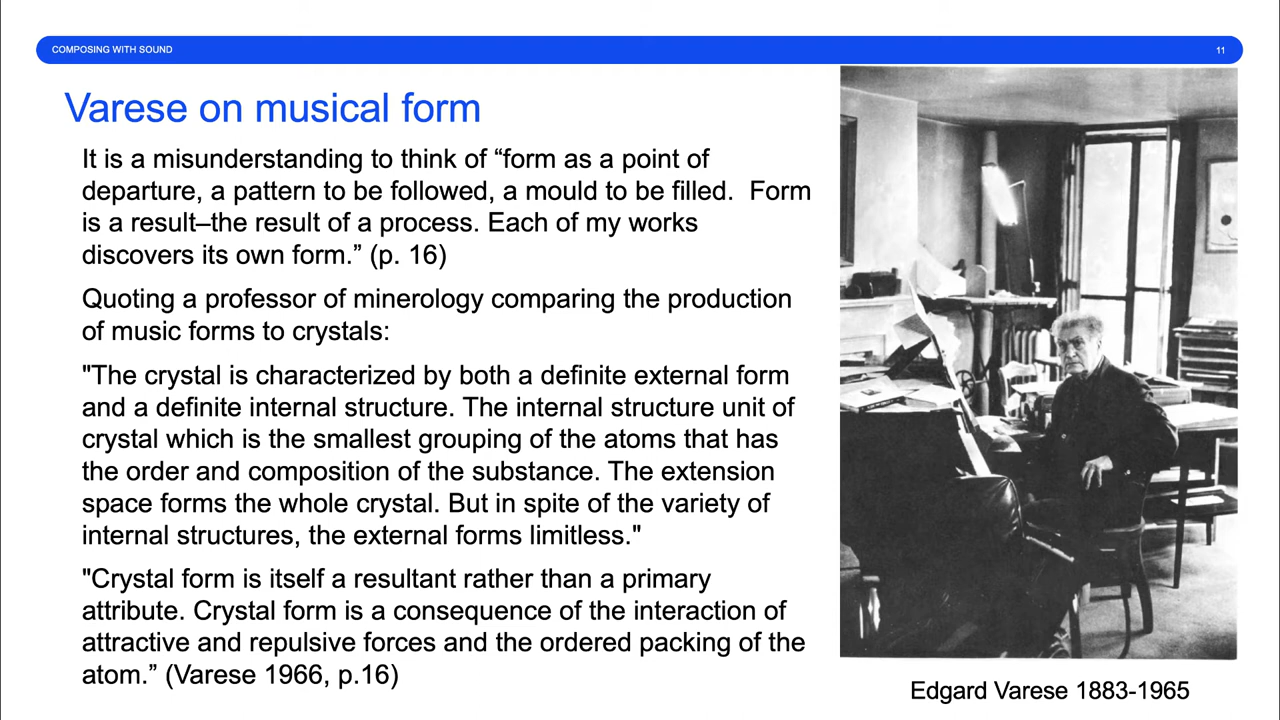 COMPOSING WITH SOUND
11
Varese on musical form
It is a misunderstanding to think of “form as a point of
departure, a pattern to be followed, a mould to be filled.  Form
is a result–the result of a process. Each of my works
discovers its own form.” (p. 16)
Quoting a professor of minerology comparing the production
of music forms to crystals:
"The crystal is characterized by both a definite external form
and a definite internal structure. The internal structure unit of
crystal which is the smallest grouping of the atoms that has
the order and composition of the substance. The extension
space forms the whole crystal. But in spite of the variety of
internal structures, the external forms limitless."
"Crystal form is itself a resultant rather than a primary
attribute. Crystal form is a consequence of the interaction of
attractive and repulsive forces and the ordered packing of the
atom.” (Varese 1966, p.16)
Edgard Varese 1883-1965